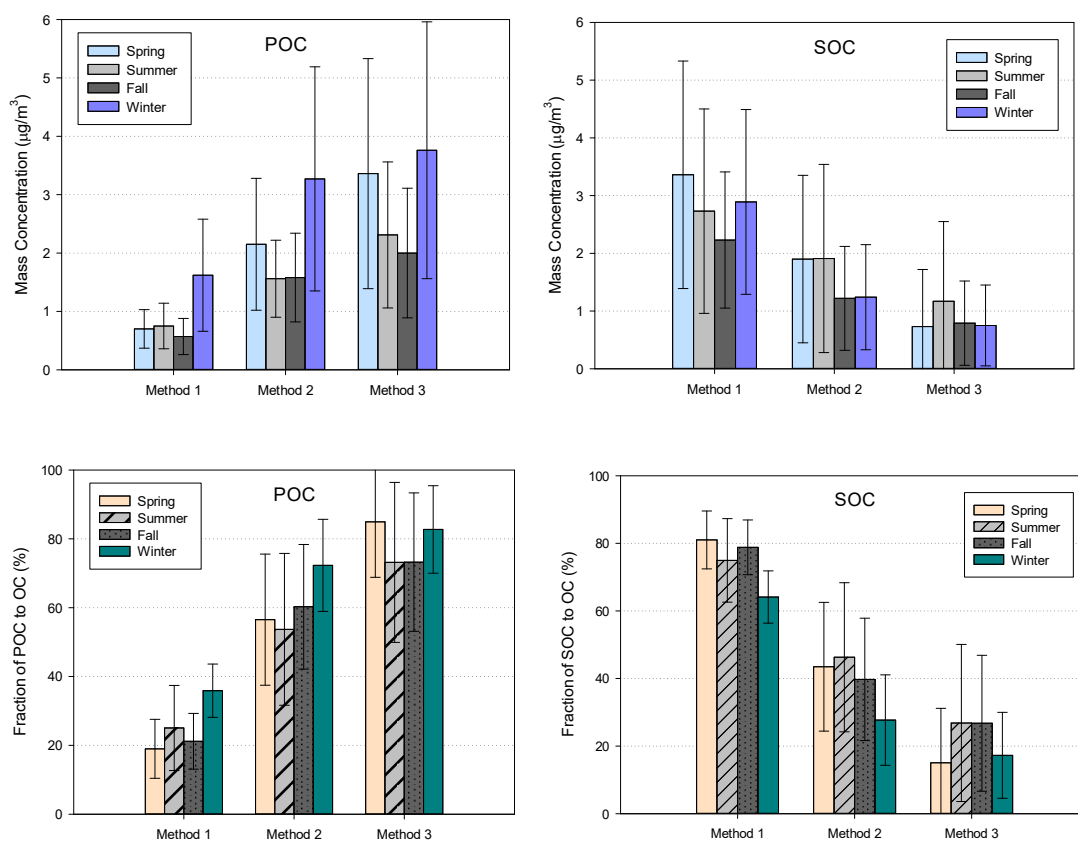 POC
Spring
Summer
Fall
Winter
Mass Concentration (μg/m³)
6
5
4
3
2
1
0
Method 1 Method 2 Method 3
SOC
Spring
Summer
Fall
Winter
Mass Concentration (μg/m³)
6
5
4
3
2
1
0
Method 1 Method 2 Method 3
POC
Spring
Summer
Fall
Winter
Fraction of POC to OC (%)
100
80
60
40
20
0
Method 1 Method 2 Method 3
SOC
Spring
Summer
Fall
Winter
Fraction of SOC to OC (%)
100
80
60
40
20
0
Method 1 Method 2 Method 3